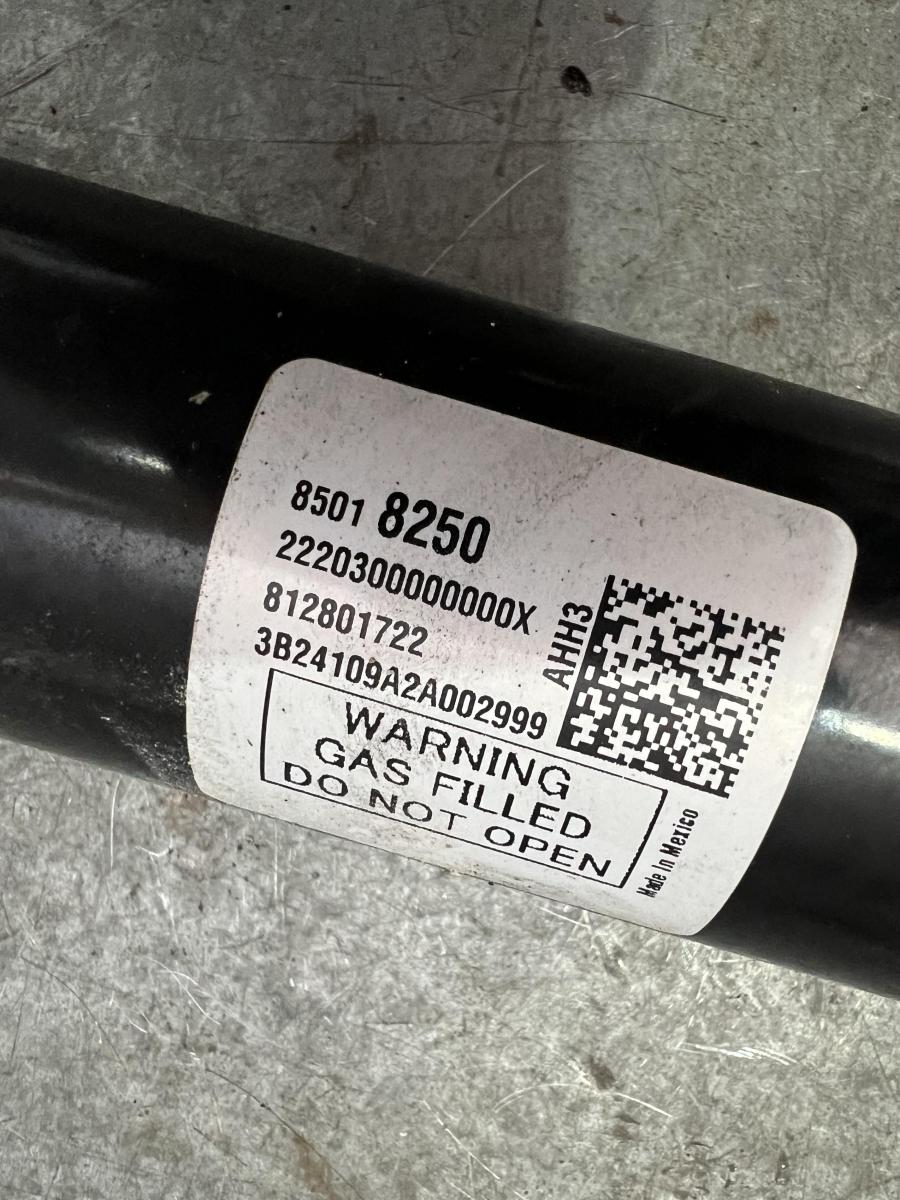 8501 8250
2220300000000X
812801722
3B24109A2A002999
AHH3
WARNING
GAS FILLED
DO NOT OPEN
Made In Mexico